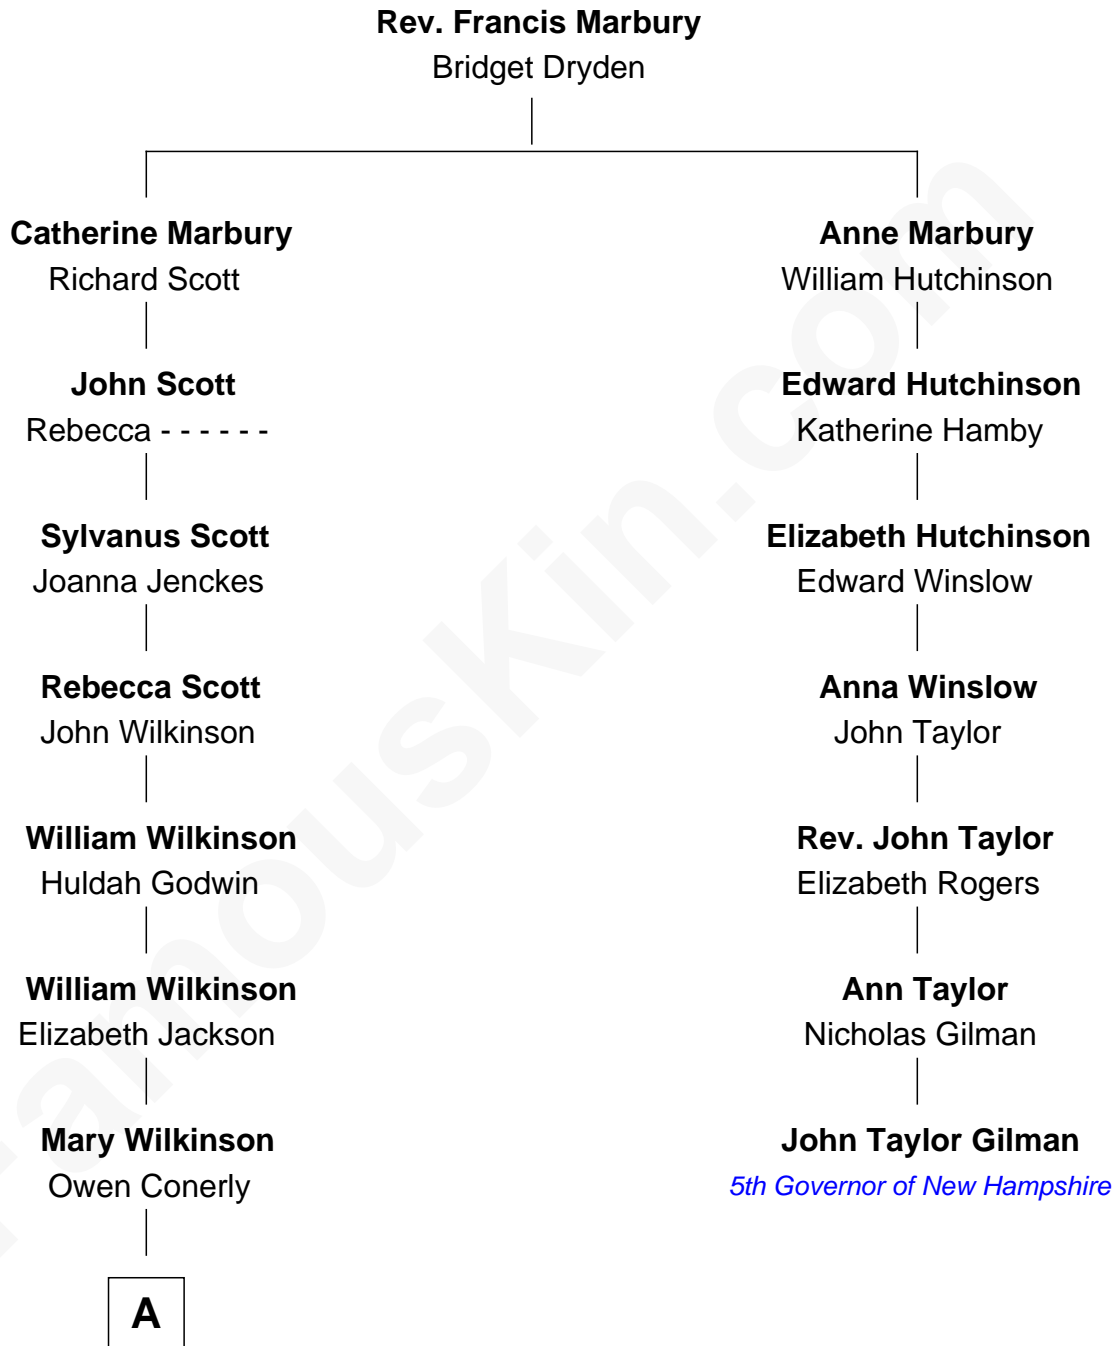 Rev. Francis Marbury
Bridget Dryden
Catherine Marbury
Richard Scott
Anne Marbury
William Hutchinson
John Scott
Rebecca - - - - - -
Edward Hutchinson
Katherine Hamby
Sylvanus Scott
Joanna Jenckes
Elizabeth Hutchinson
Edward Winslow
Rebecca Scott
John Wilkinson
Anna Winslow
John Taylor
William Wilkinson
Huldah Godwin
Rev. John Taylor
Elizabeth Rogers
William Wilkinson
Elizabeth Jackson
Ann Taylor
Nicholas Gilman
Mary Wilkinson
Owen Conerly
John Taylor Gilman
5th Governor of New Hampshire
A
FamousKin.com